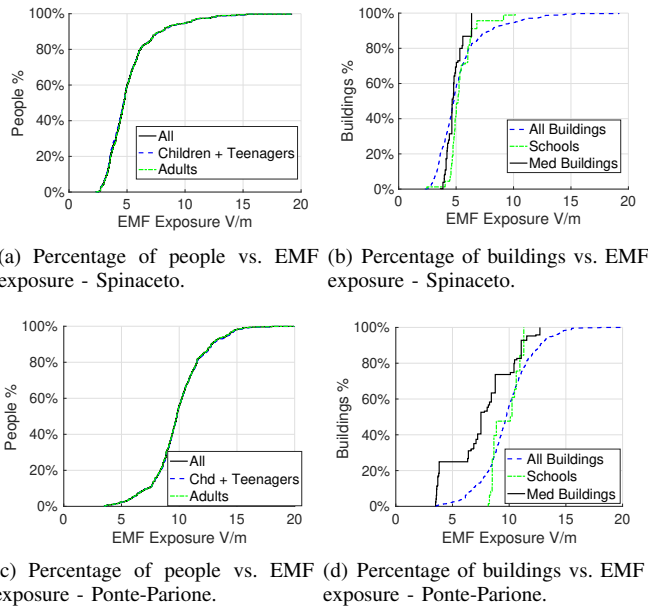 100%
80%
60%
40%
20%
0%
People %
All
Children + Teenagers
Adults
0 5 10 15 20
EMF Exposure V/m
100%
80%
60%
40%
20%
0%
Buildings %
All Buildings
Schools
Med Buildings
0 5 10 15 20
EMF Exposure V/m
(a) Percentage of people vs. EMF
exposure - Spinaceto.
(b) Percentage of buildings vs. EMF
exposure - Spinaceto.
100%
80%
60%
40%
20%
0%
People %
All
Chd + Teenagers
Adults
0 5 10 15 20
EMF Exposure V/m
100%
80%
60%
40%
20%
0%
Buildings %
All Buildings
Schools
Med Buildings
0 5 10 15 20
EMF Exposure V/m
c) Percentage of people vs. EMF
exposure - Ponte-Parione.
(d) Percentage of buildings vs. EMF
exposure - Ponte-Parione.